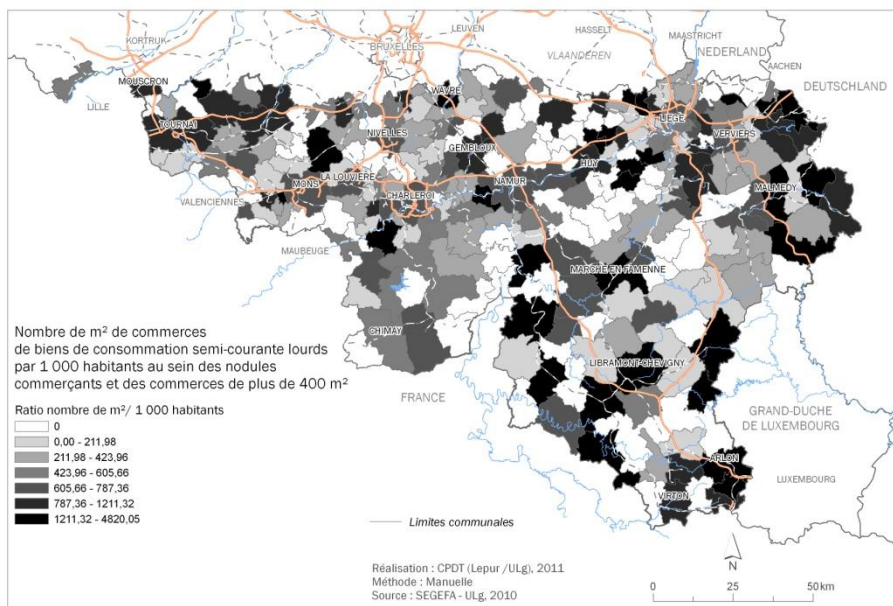 KORTRIJK
LEUVEN
HASSELT
MAASTRICHT
BRUXELLES
VLAANDEREN
NEDERLAND
AACHEN
MOUSCRON
WAVRE
DEUTSCHLAND
LILLE
TOURNAI
LIEGE
NIVELLES
VERVIERS
GEMBLOUX
HUY
LA LOUVIÈRE
MONS
NAMUR
CHARLEROI
MALMEDY
VALENCIENNES
MAUBEUGE
MARCHE-EN-FAMENNE
CHIMAY
Nombre de m² de commerces
de biens de consommation semi-courante lourds
par 1 000 habitants au sein des nodules
commerçants et des commerces de plus de 400 m²
LIBRAMONT-CHEVIGNY
FRANCE
Ratio nombre de m²/ 1 000 habitants
0
0,00 - 211,98
211,98 - 423,96
423,96 - 605,66
605,66 - 787,36
787,36 - 1211,32
1211,32 - 4820,05
GRAND-DUCHE
DE LUXEMBOURG
ARLON
LUXEMBOURG
VIRTON
Limites communales
N
Réalisation : CPDT (Lepur /ULg), 2011
Méthode : Manuelle
Source : SEGEFA - ULg, 2010
0 25 50 km